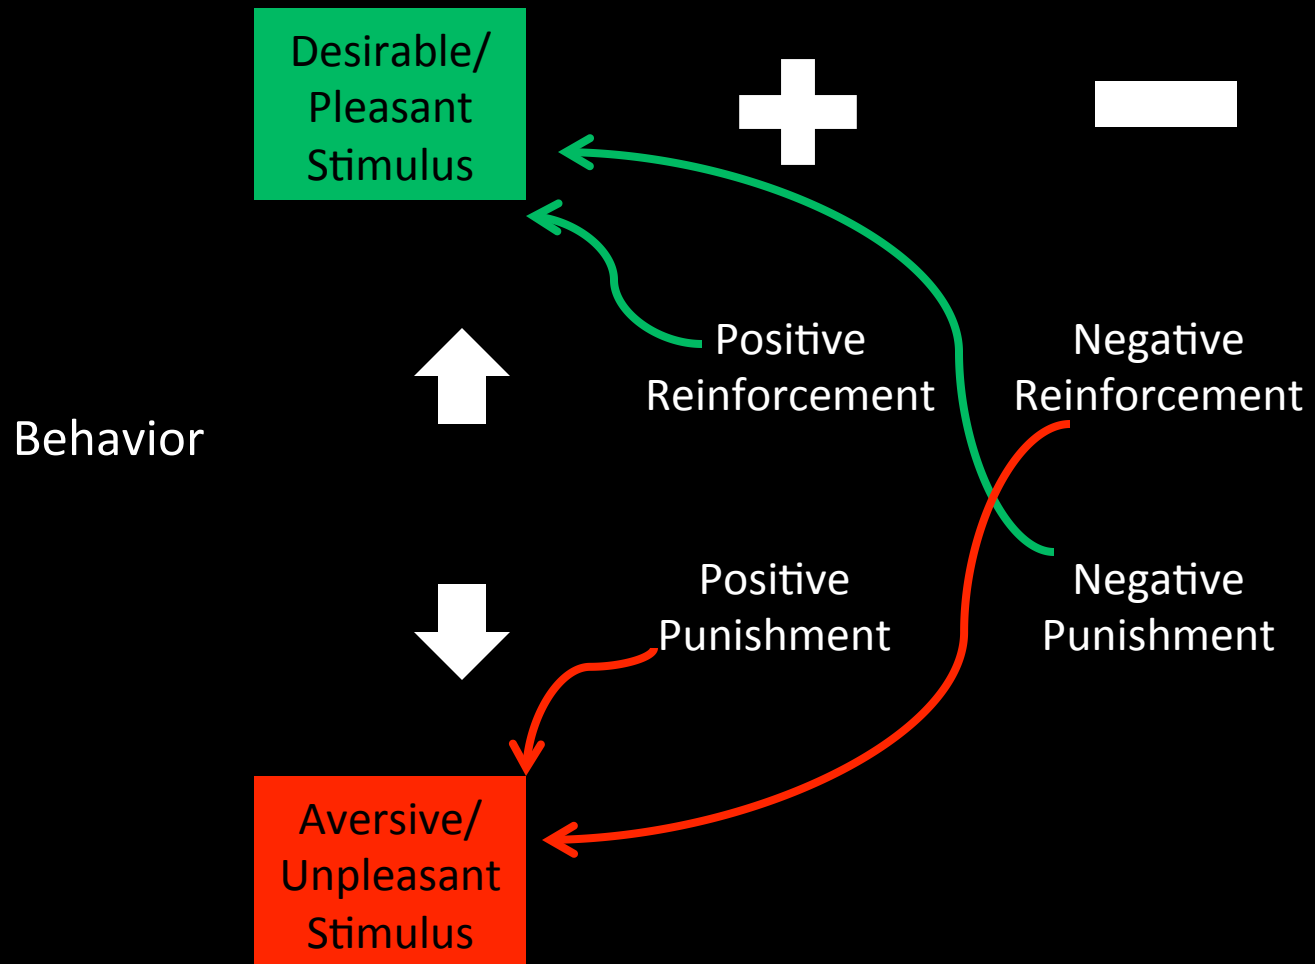 Desirable/
Pleasant
Stimulus
Positive
Reinforcement
Negative
Reinforcement
Behavior
Positive
Punishment
Negative
Punishment
Aversive/
Unpleasant
Stimulus